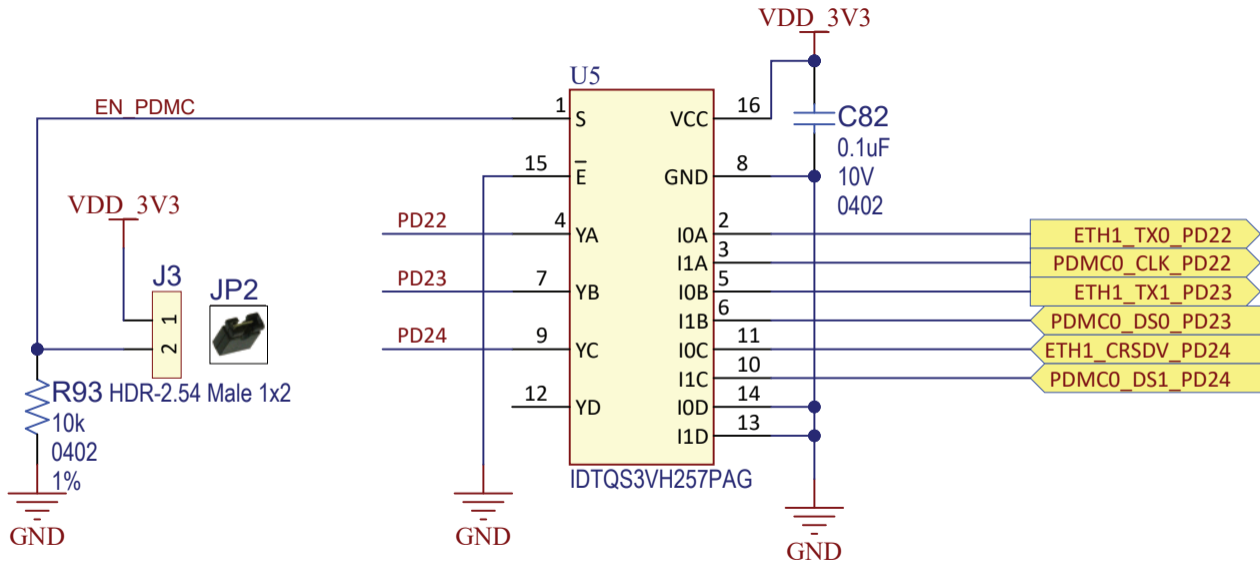 VDD_3V3
U5
EN_PDMC
1
S
VCC
16
C82
0.1uF
10V
0402
15
E
GND
8
VDD_3V3
PD22
4
YA
I0A
2
ETH1_TX0_PD22
I1A
3
PDMC0_CLK_PD22
J3
JP2
PD23
7
YB
I0B
5
ETH1_TX1_PD23
1
I1B
6
PDMC0_DS0_PD23
2
PD24
9
YC
I0C
11
ETH1_CRSDV_PD24
I1C
10
PDMC0_DS1_PD24
R93
HDR-2.54 Male 1x2
10k
0402
1%
12
YD
I0D
14
I1D
13
IDTQS3VH257PAG
GND
GND
GND